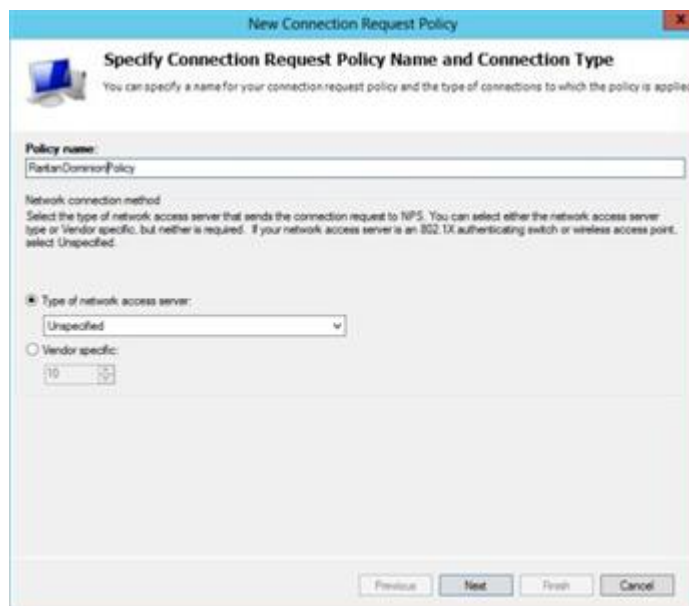 New Connection Request Policy
x
Specify Connection Request Policy Name and Connection Type
You can specify a name for your connection request policy and the type of connections to which the policy is applied
Policy name:
RaritanDominionPolicy
Network connection method
Select the type of network access server that sends the connection request to NPS. You can select either the network access server
type or Vendor specific, but neither is required. If your network access server is an 802.1X authenticating switch or wireless access point,
select Unspecified.
Type of network access server:
Unspecified
Vendor specific:
10
Previous Next Finish Cancel